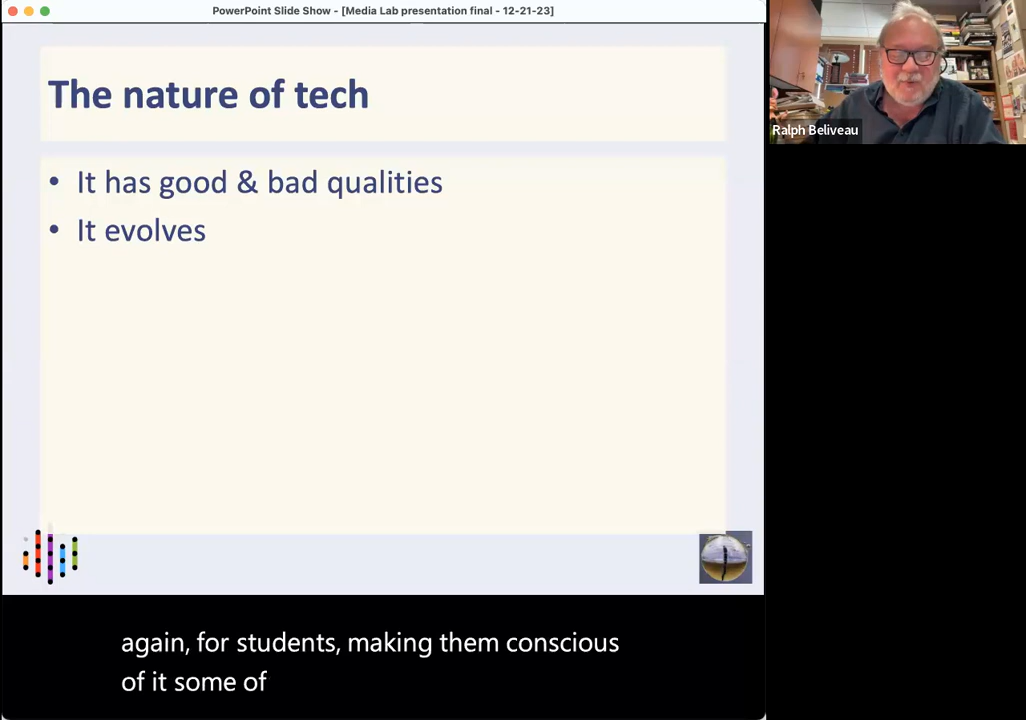 PowerPoint Slide Show - [Media Lab presentation final - 12-21-23]
The nature of tech
• It has good & bad qualities
• It evolves
Ralph Beliveau
again, for students, making them conscious
of it some of